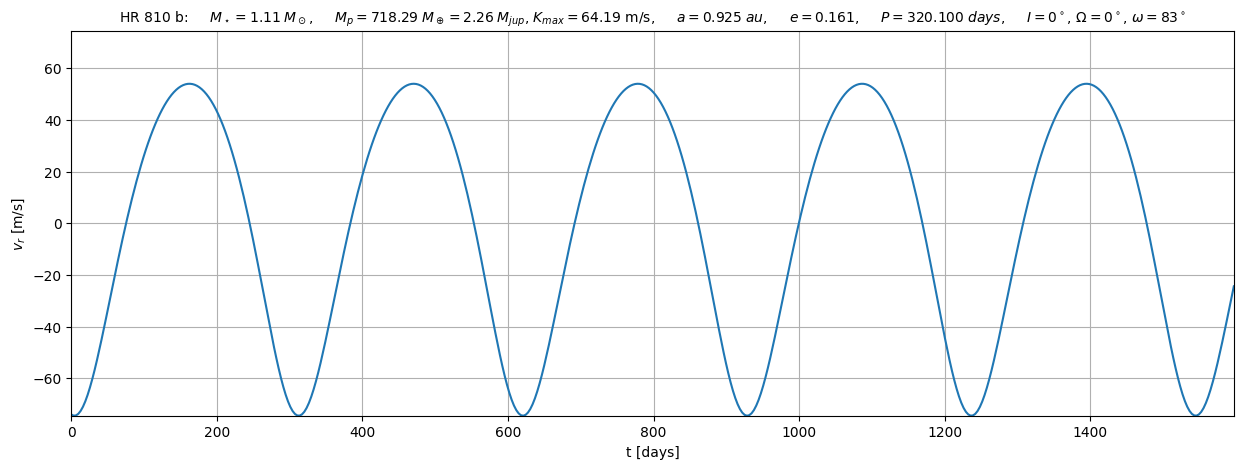 HR 810 b: M⋆ = 1.11 M⊙, Mp = 718.29 M⊕ = 2.26 Mjup, Kmax = 64.19 m/s, a = 0.925 au, e = 0.161, P = 320.100 days, I = 0°, Ω = 0°, ω = 83°
60
40
20
0
−20
−40
−60
vr [m/s]
0 200 400 600 800 1000 1200 1400
t [days]